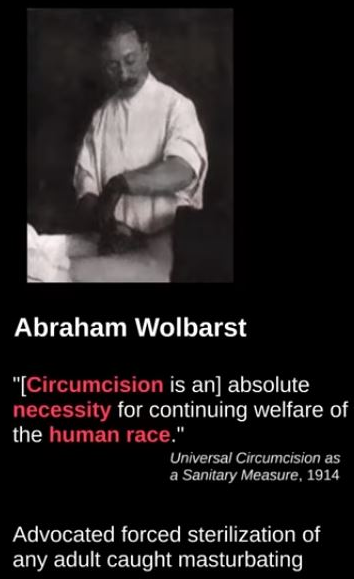 Abraham Wolbarst
"[Circumcision is an] absolute
necessity for continuing welfare of
the human race."
Universal Circumcision as
a Sanitary Measure, 1914
Advocated forced sterilization of
any adult caught masturbating